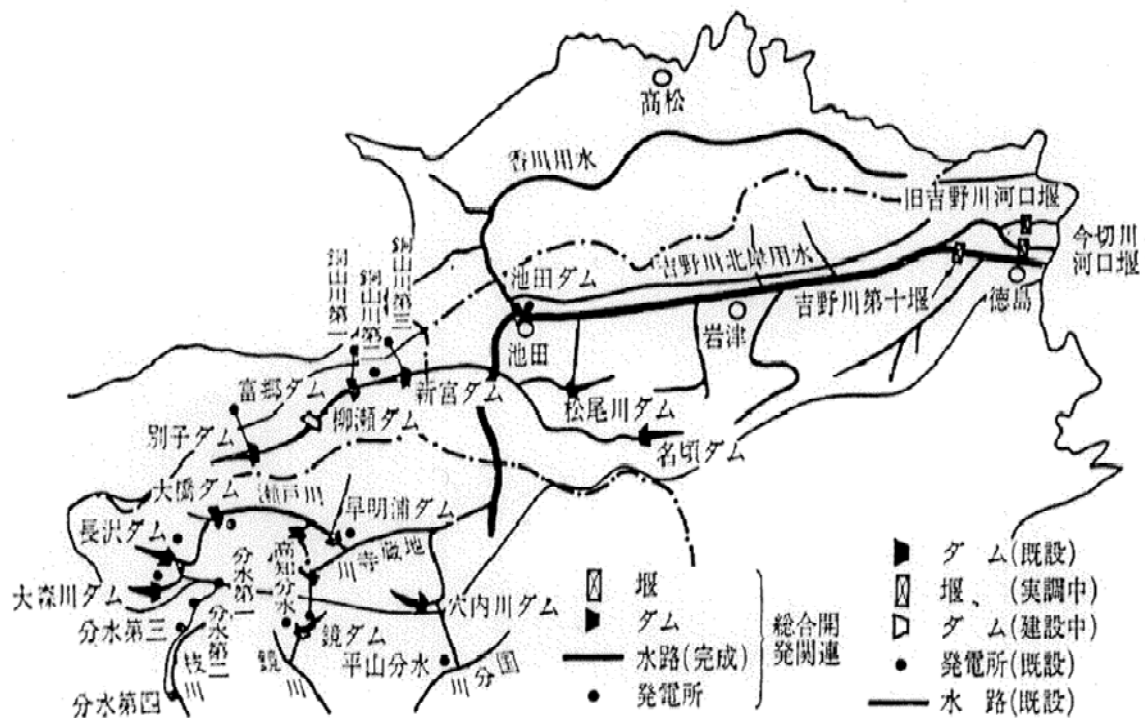 高松
香川用水
旧吉野川河口堰
今切川
河口堰
吉野川北岸用水
池田ダム
吉野川第十堰
徳島
岩津
池田
銅山川第一
銅山川第二
銅山川第三
富郷ダム
新宮ダム
柳瀬ダム
松尾川ダム
名頃ダム
別子ダム
大橋ダム
瀬戸川
早明浦ダム
長沢ダム
地蔵寺川
高知分水
大森川ダム
分水第一
穴内川ダム
分水第三
分水第二
鏡ダム
平山分水
枝川
鏡川
国分川
分水第四
堰
ダム
水路(完成)
発電所
総合開
発関連
ダム(既設)
堰、(実調中)
ダム(建設中)
発電所(既設)
水路(既設)